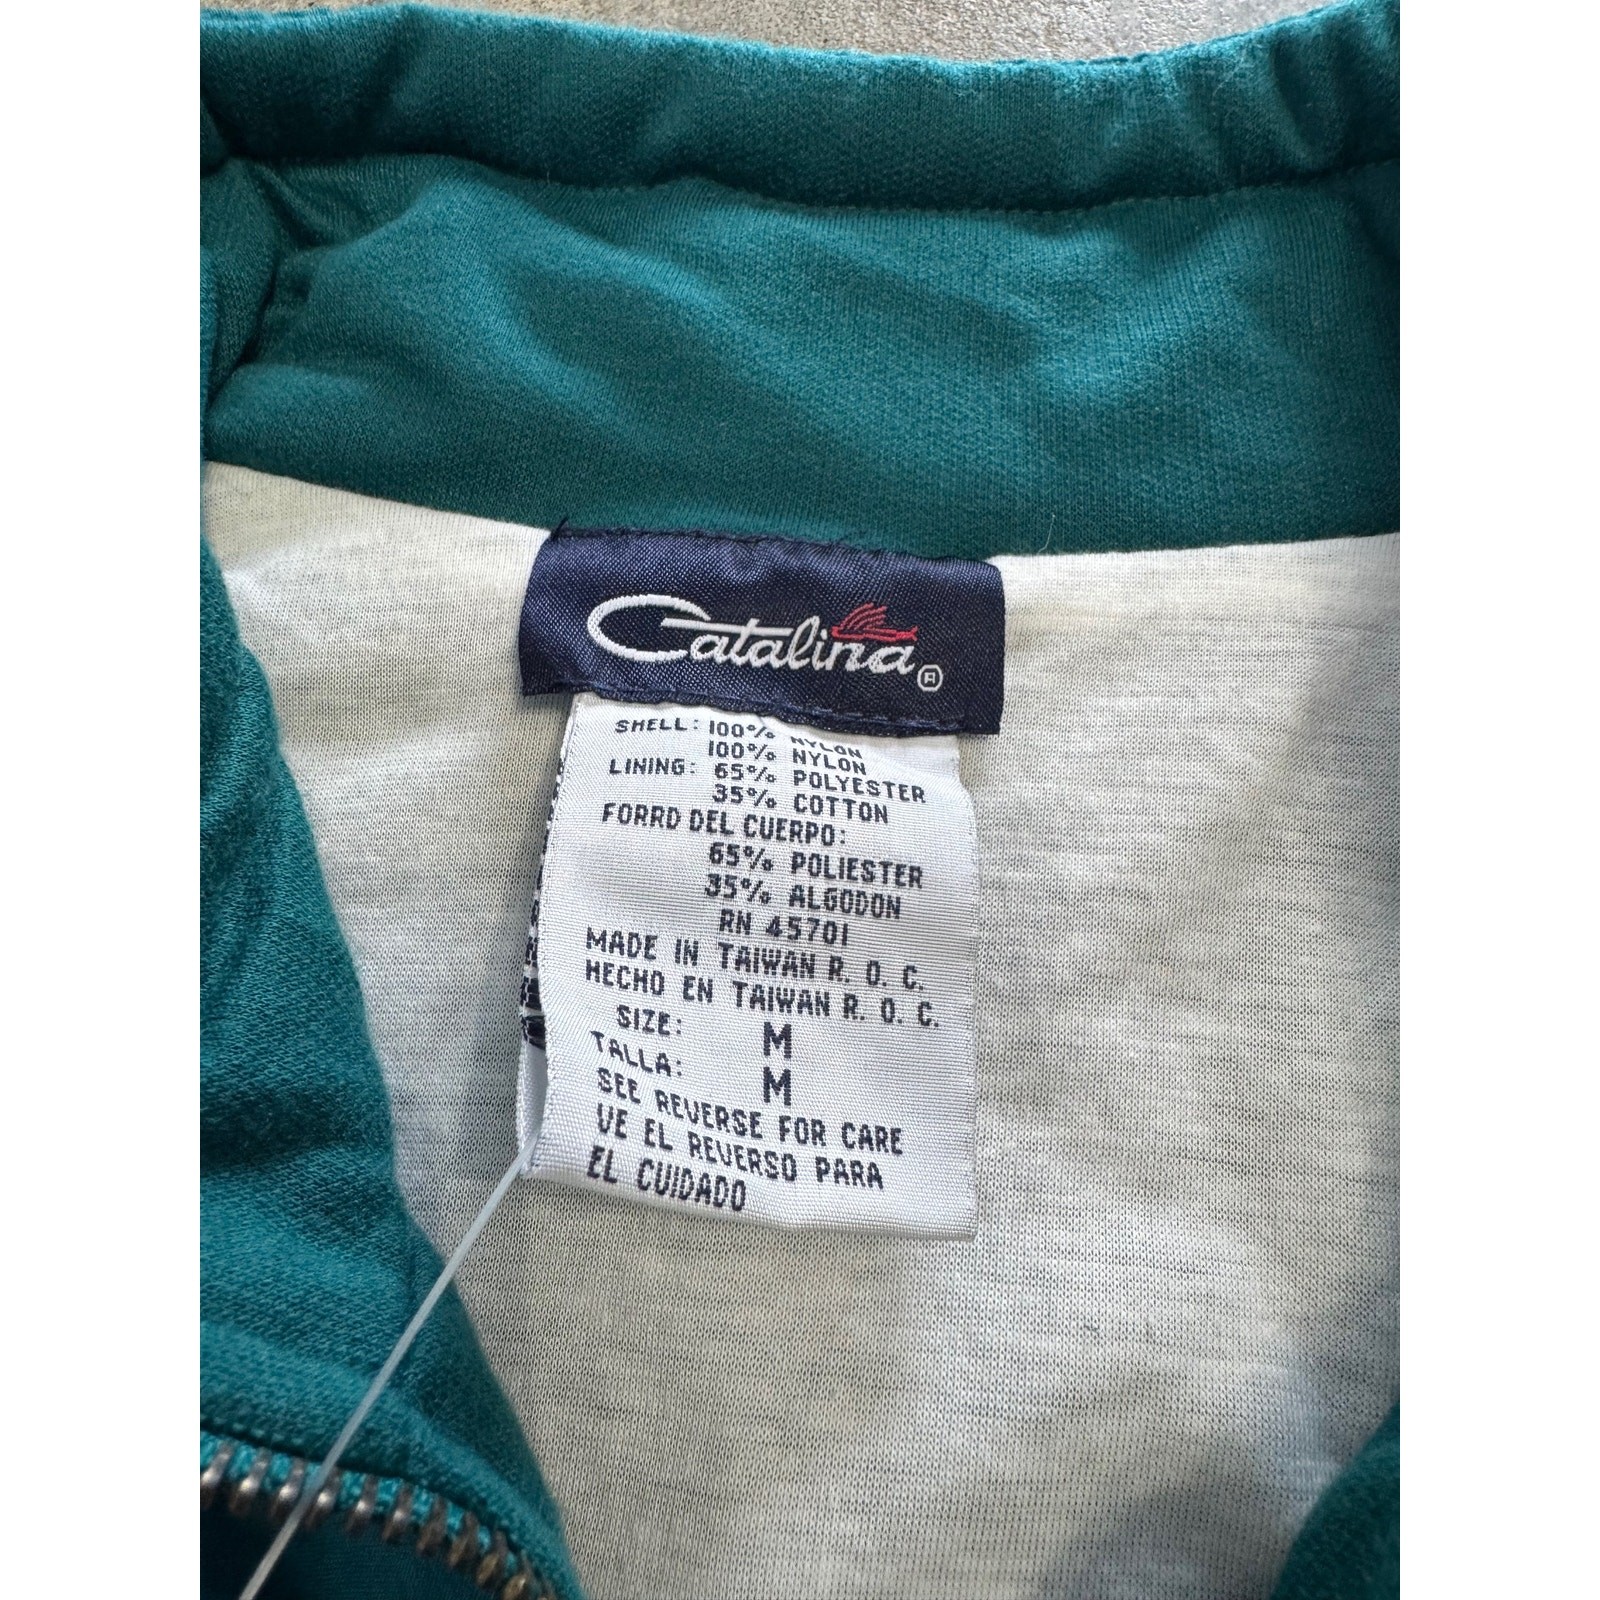 Catalina ®
SHELL: 100% NYLON
100% NYLON
LINING: 65% POLYESTER
35% COTTON
FORRO DEL CUERPO:
65% POLIESTER
35% ALGODON
RN 45701
MADE IN TAIWAN R. O. C.
HECHO EN TAIWAN R. O. C.
SIZE: M
TALLA: M
SEE REVERSE FOR CARE
VE EL REVERSO PARA
EL CUIDADO